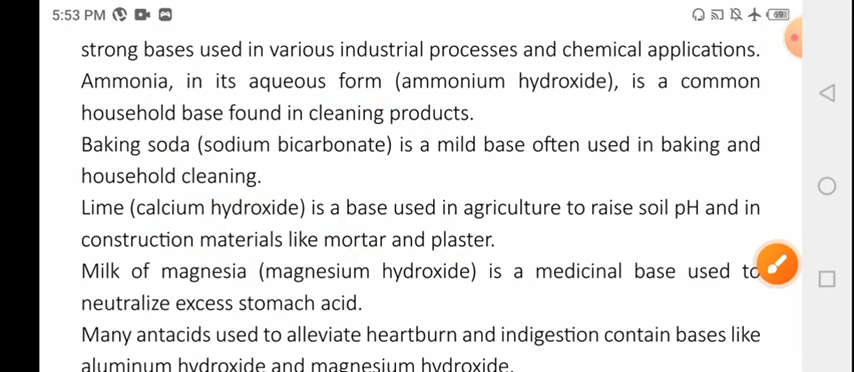 5:53 PM
69
strong bases used in various industrial processes and chemical applications.
Ammonia, in its aqueous form (ammonium hydroxide), is a common
household base found in cleaning products.
Baking soda (sodium bicarbonate) is a mild base often used in baking and
household cleaning.
Lime (calcium hydroxide) is a base used in agriculture to raise soil pH and in
construction materials like mortar and plaster.
Milk of magnesia (magnesium hydroxide) is a medicinal base used to
neutralize excess stomach acid.
Many antacids used to alleviate heartburn and indigestion contain bases like
aluminum hydroxide and magnesium hydroxide.